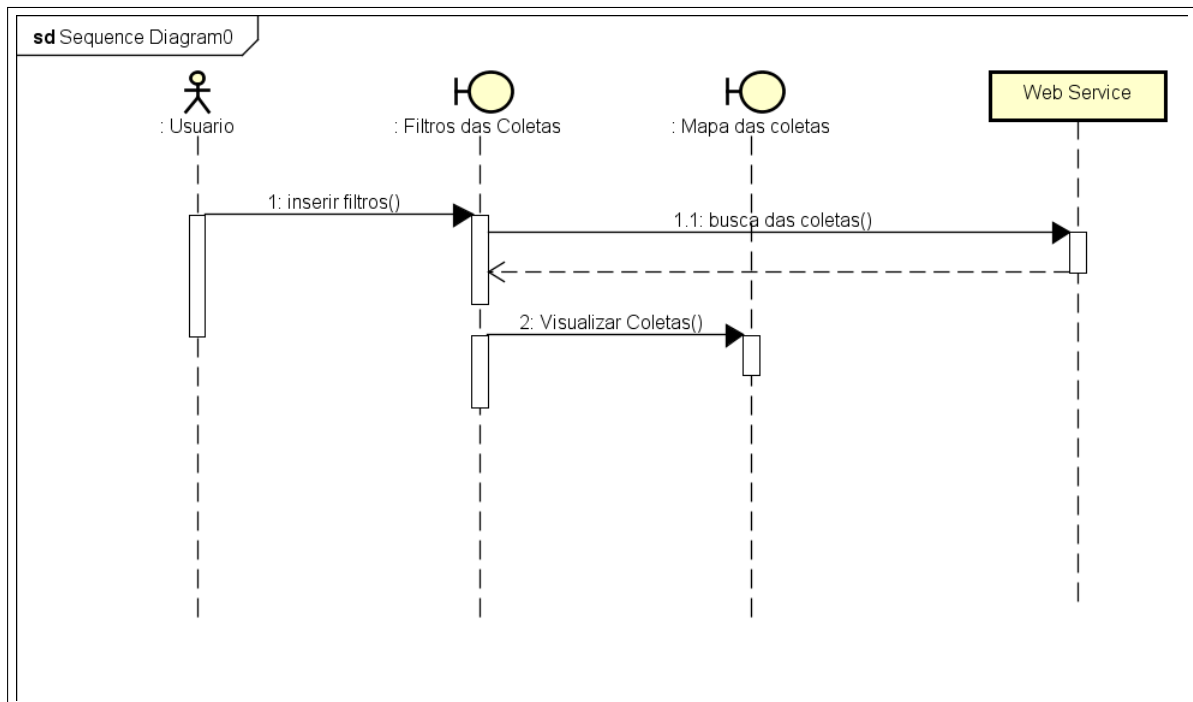 sd Sequence Diagram0
: Usuario
: Filtros das Coletas
: Mapa das coletas
Web Service
1: inserir filtros()
1.1: busca das coletas()
2: Visualizar Coletas()